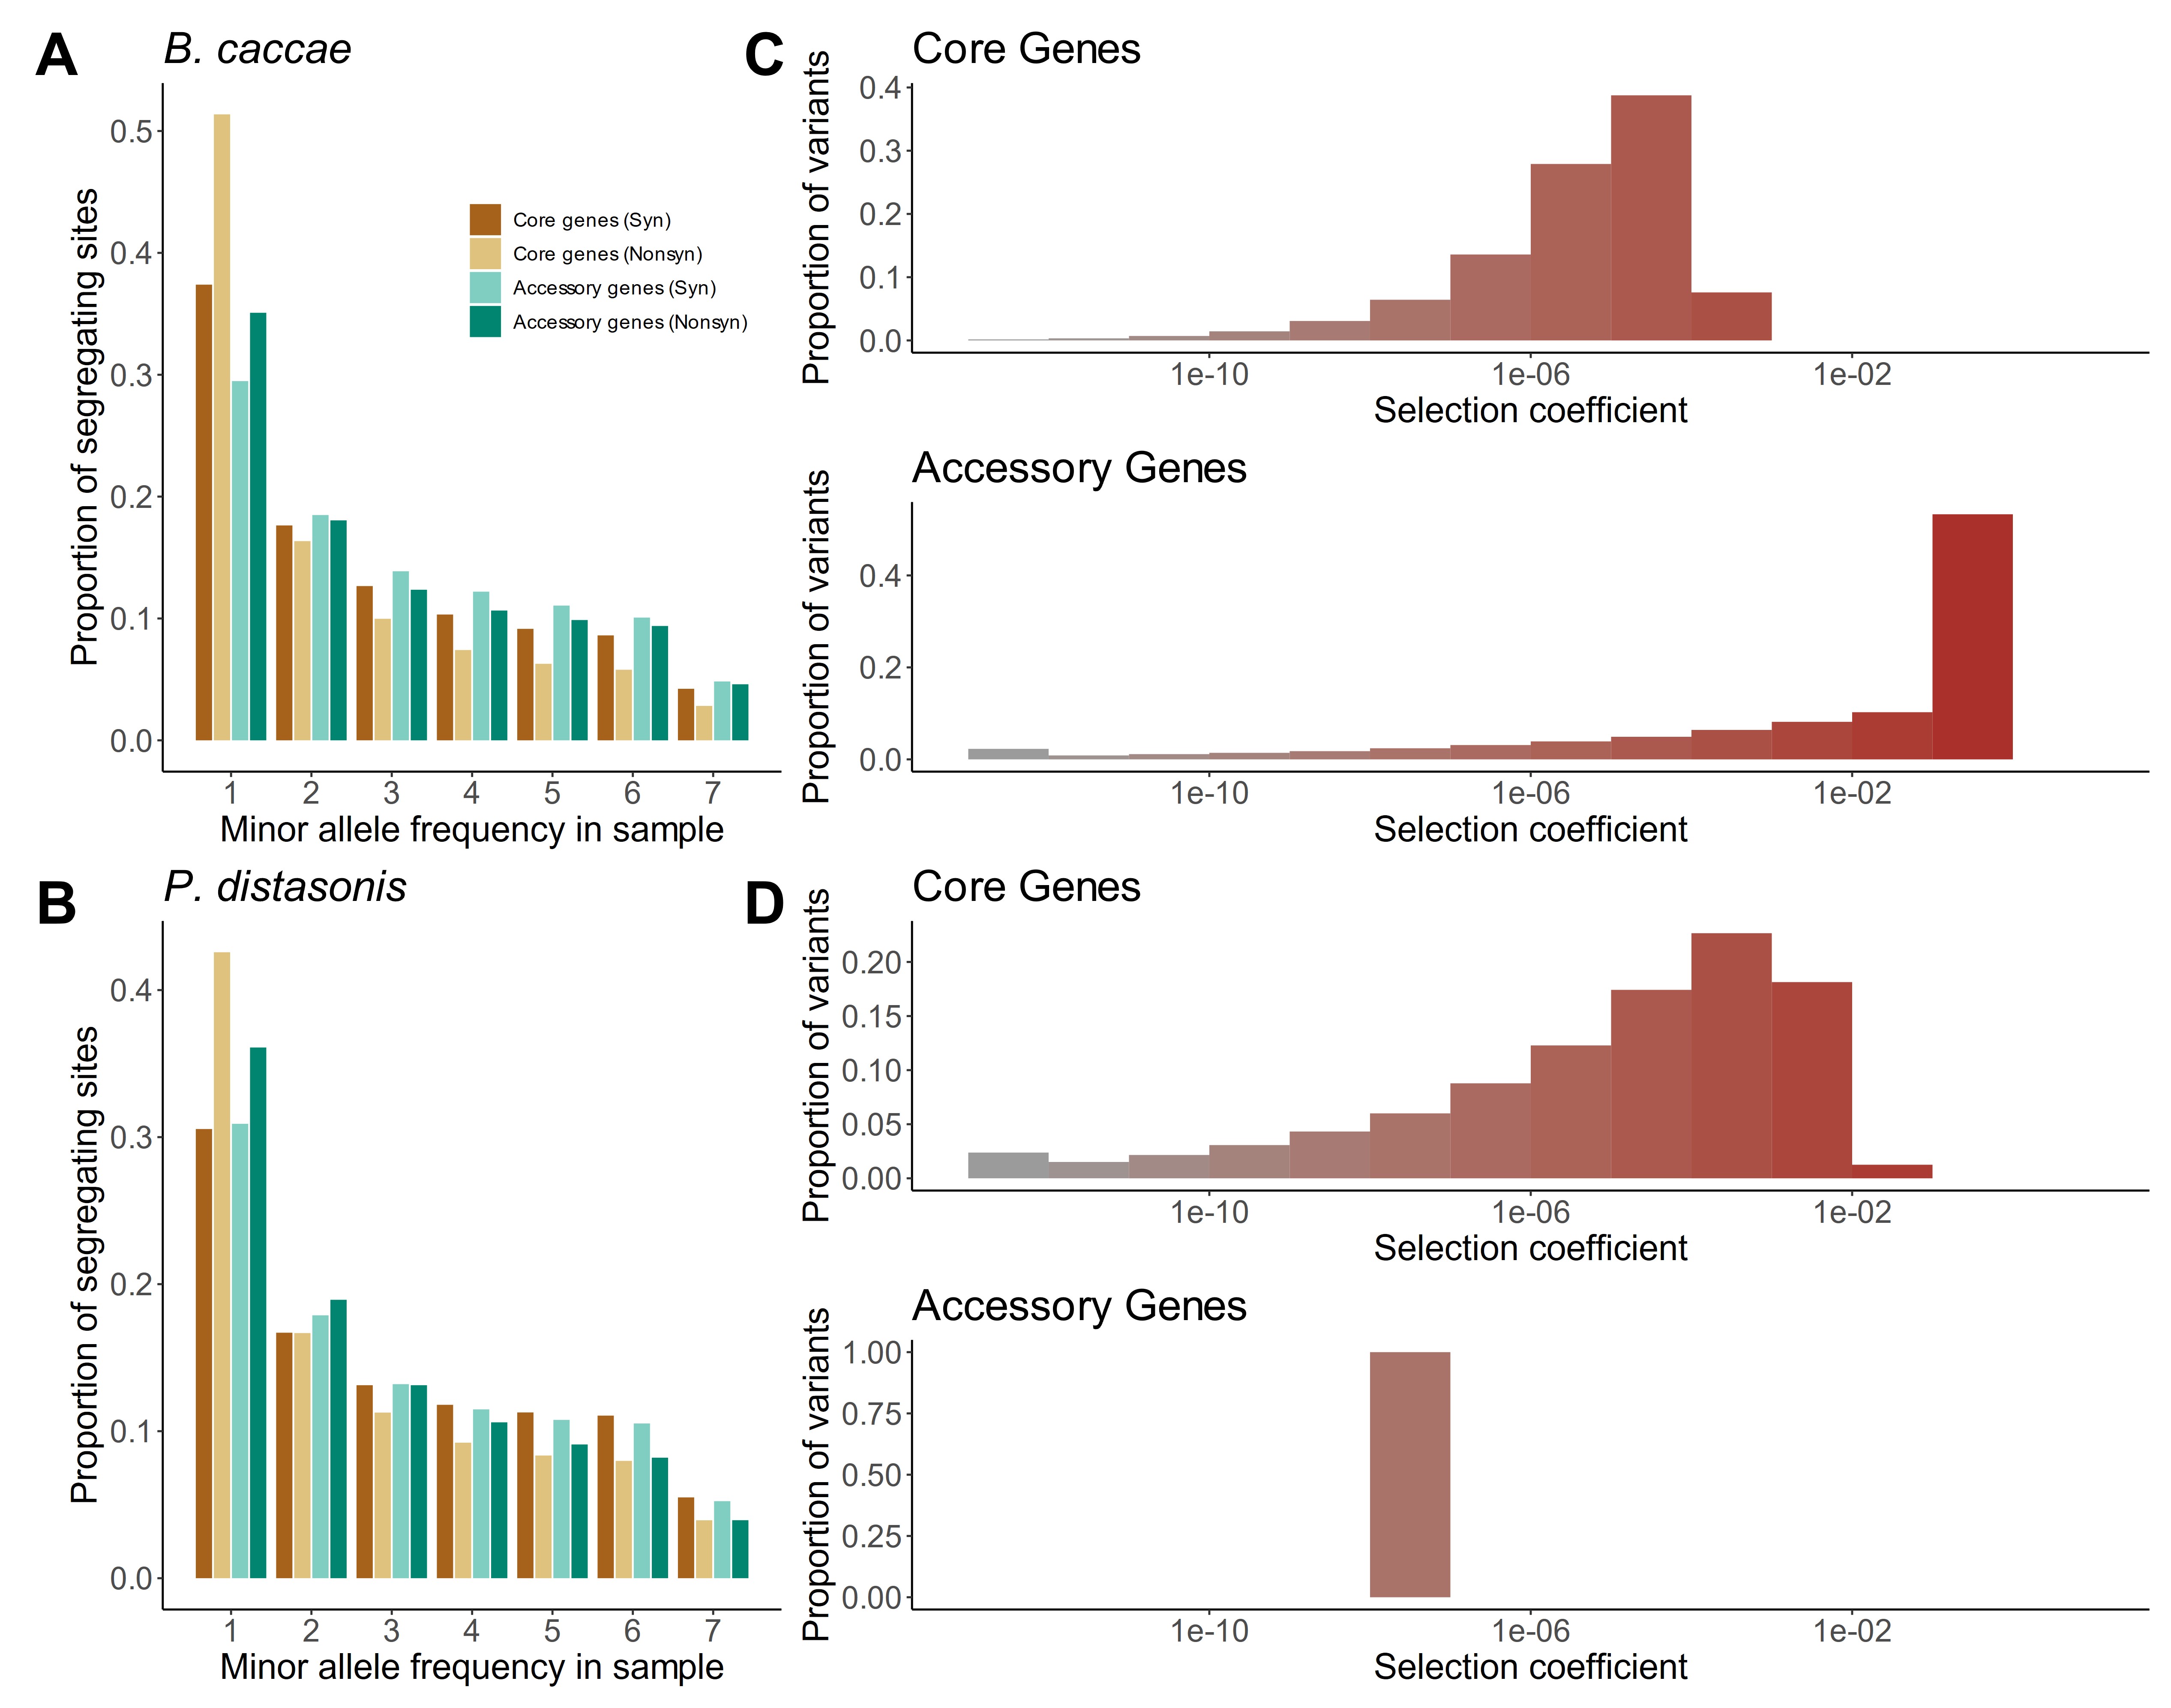 A
B. caccae
Proportion of segregating sites
0.5
0.4
0.3
0.2
0.1
0.0
Core genes (Syn)
Core genes (Nonsyn)
Accessory genes (Syn)
Accessory genes (Nonsyn)
1 2 3 4 5 6 7
Minor allele frequency in sample
B
P. distasonis
Proportion of segregating sites
0.4
0.3
0.2
0.1
0.0
1 2 3 4 5 6 7
Minor allele frequency in sample
C
Core Genes
Proportion of variants
0.4
0.3
0.2
0.1
0.0
1e-10 1e-06 1e-02
Selection coefficient
Accessory Genes
Proportion of variants
0.4
0.2
0.0
1e-10 1e-06 1e-02
Selection coefficient
D
Core Genes
Proportion of variants
0.20
0.15
0.10
0.05
0.00
1e-10 1e-06 1e-02
Selection coefficient
Accessory Genes
Proportion of variants
1.00
0.75
0.50
0.25
0.00
1e-10 1e-06 1e-02
Selection coefficient